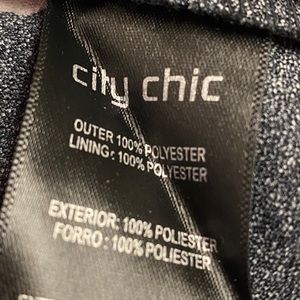 city chic
OUTER 100% POLYESTER
LINING : 100% POLYESTER
EXTERIOR: 100% POLIESTER
FORRO : 100% POLIESTER